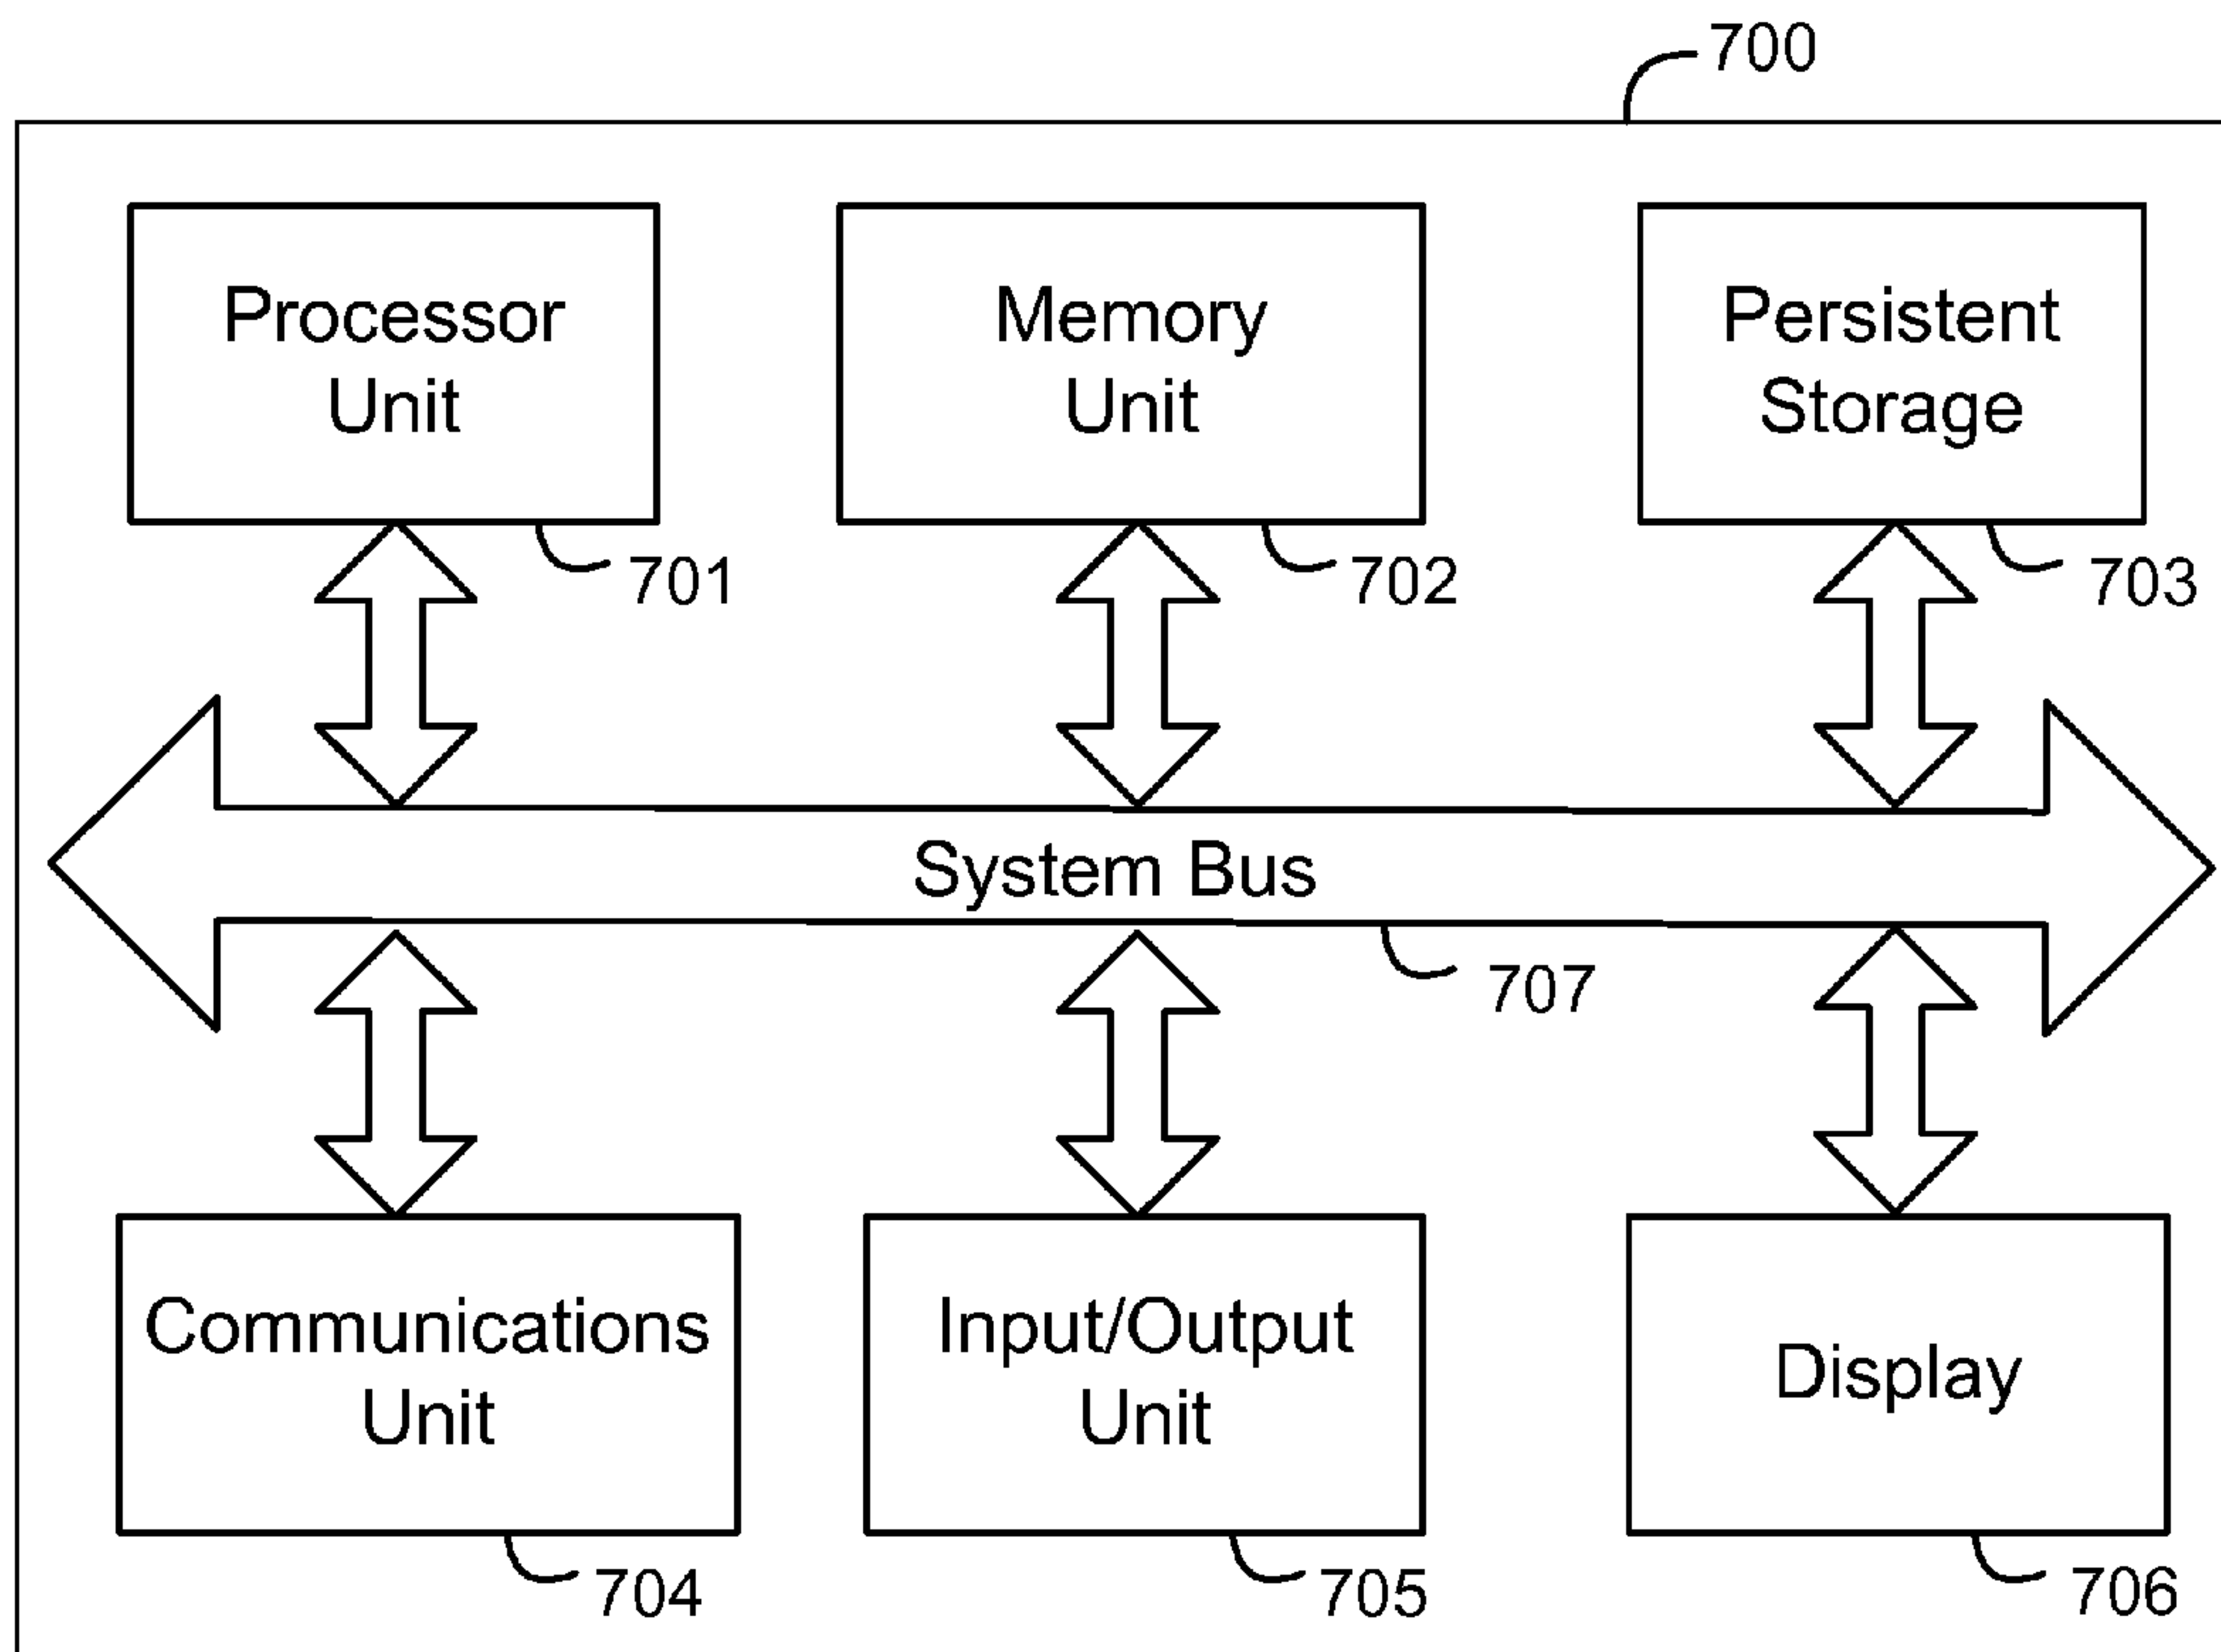 700
Processor
Unit
701
Memory
Unit
702
Persistent
Storage
703
System Bus
707
Communications
Unit
704
Input/Output
Unit
705
Display
706